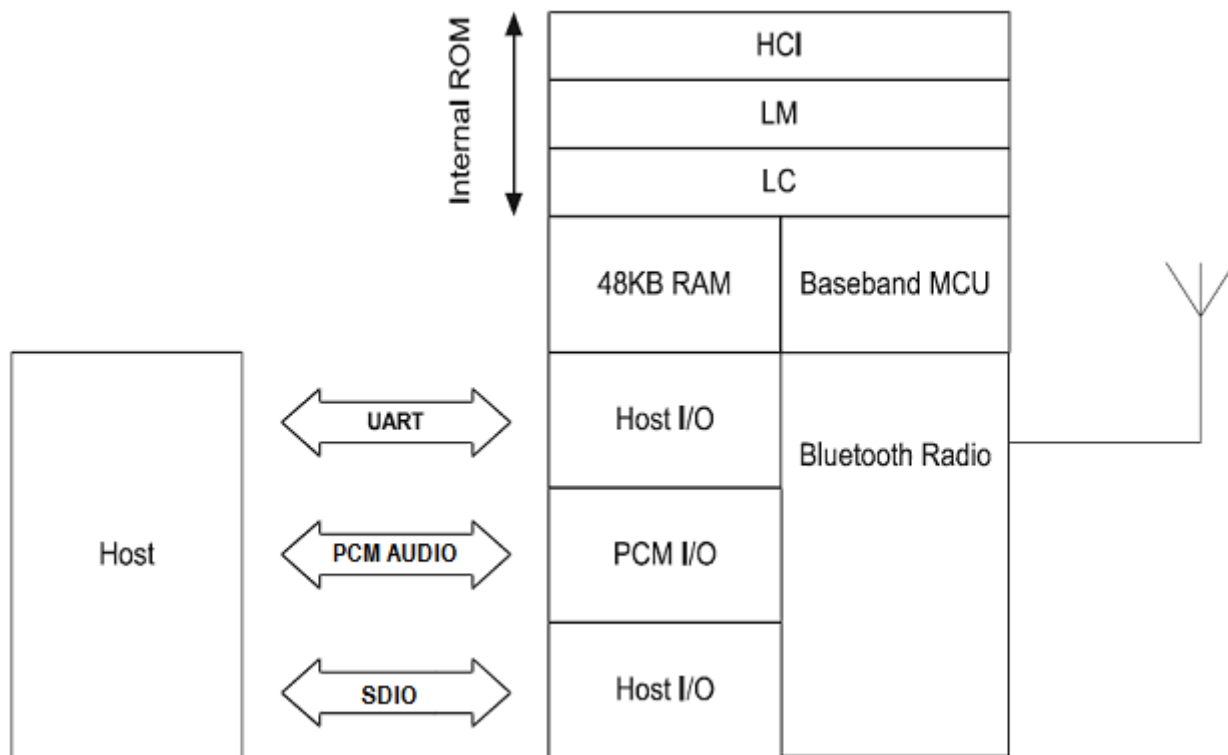 Internal ROM
HCI
LM
LC
48KB RAM
Baseband MCU
Host
UART
Host I/O
Bluetooth Radio
PCM AUDIO
PCM I/O
SDIO
Host I/O